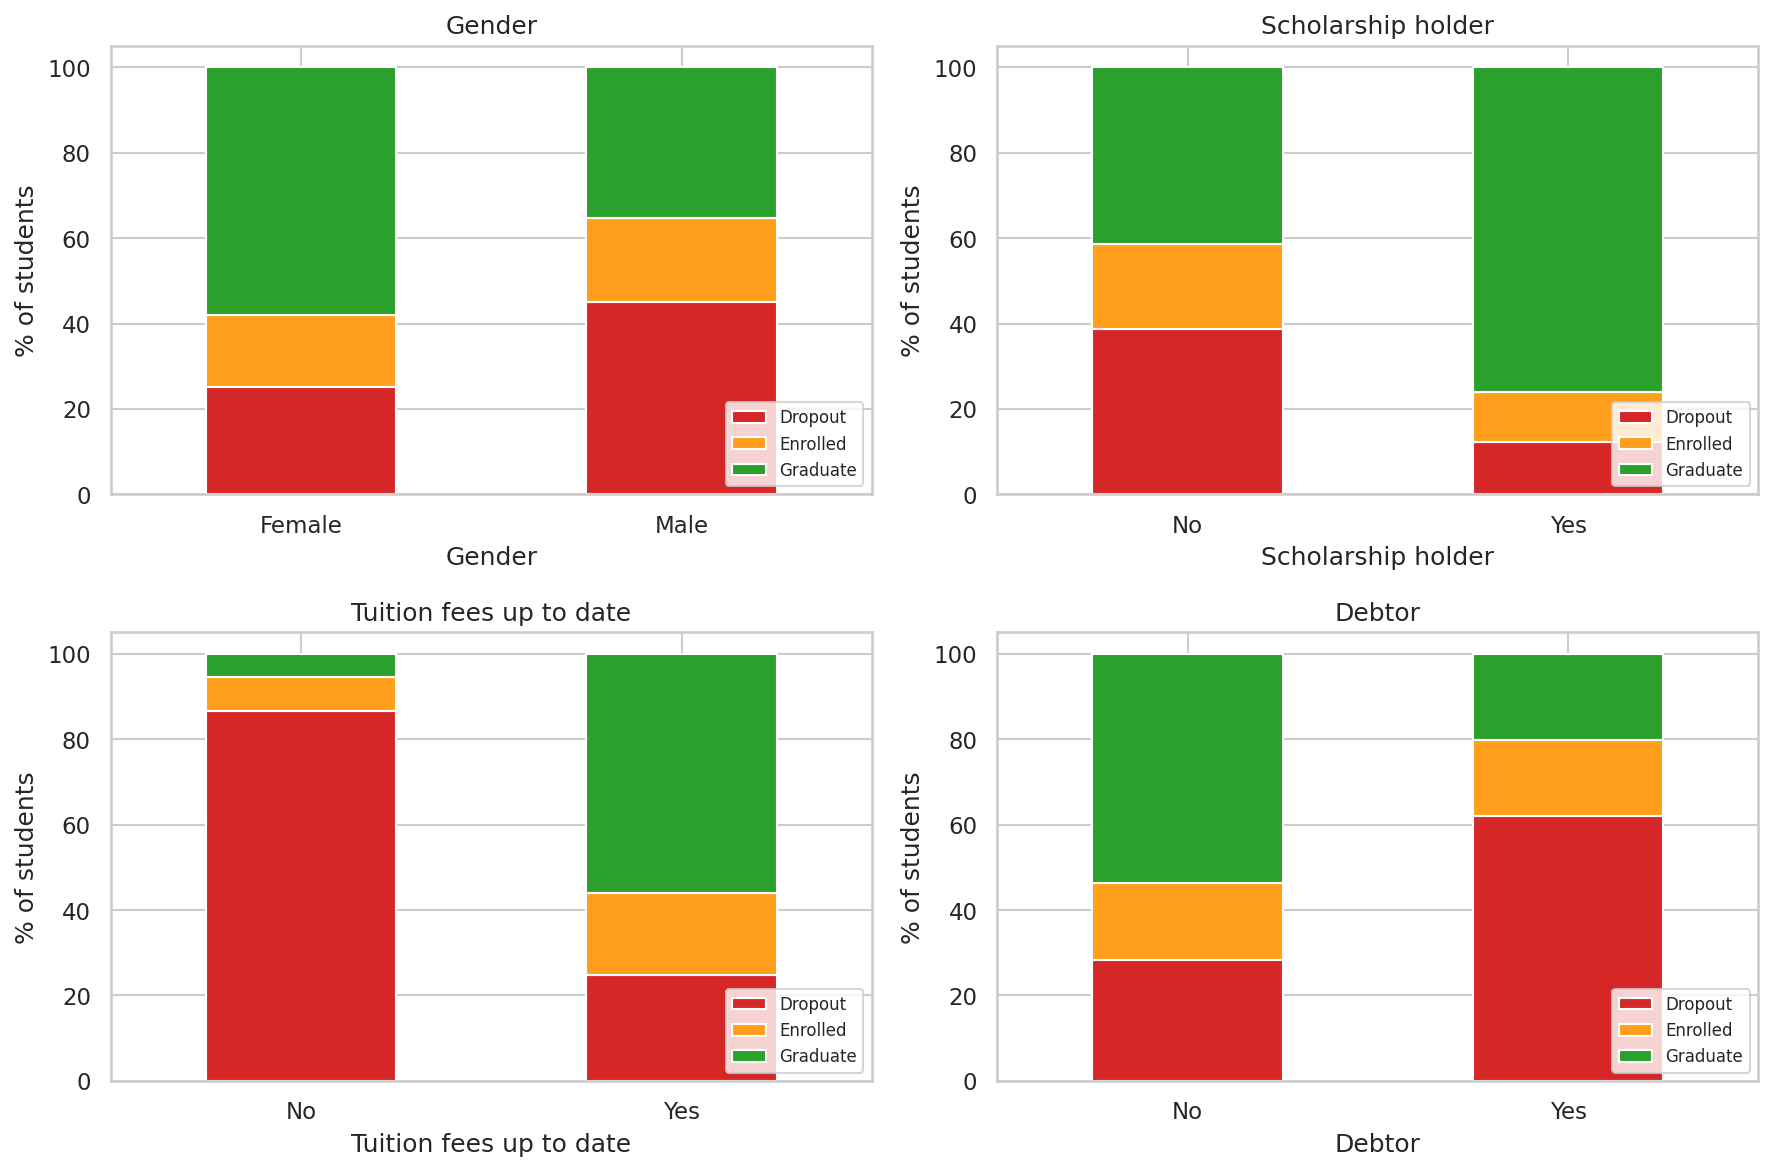 Gender
Scholarship holder
100
80
60
40
20
0
% of students
Dropout
Enrolled
Graduate
Female
Male
Gender
100
80
60
40
20
0
% of students
Dropout
Enrolled
Graduate
No
Yes
Scholarship holder
Tuition fees up to date
Debtor
100
80
60
40
20
0
% of students
Dropout
Enrolled
Graduate
No
Yes
Tuition fees up to date
100
80
60
40
20
0
% of students
Dropout
Enrolled
Graduate
No
Yes
Debtor